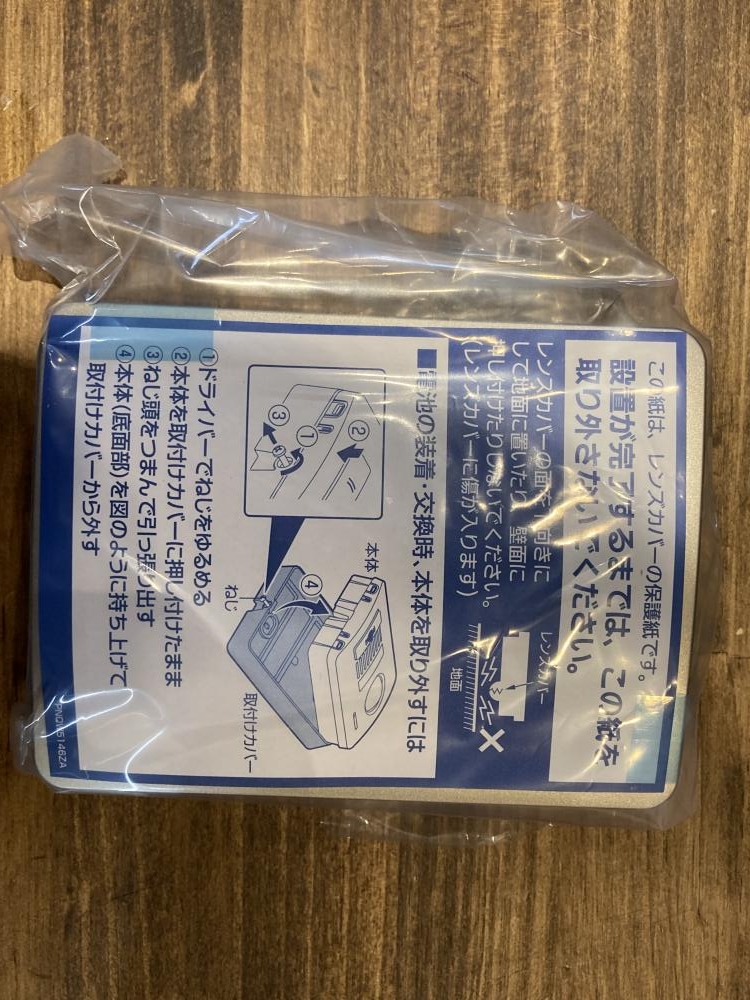 この紙は、レンズカバーの保護紙です。
設置が完了するまでは、この紙を
取り外さないでください。
レンズカバーの面を 向きに
して地面に置いたり、壁面に
押し付けたりしないでください。
(レンズカバーに傷が入ります)
レンズカバー
地面
■電池の装着・交換時、本体を取り外すには
①
②
③
本体
④
ねじ
取付けカバー
①ドライバーでねじをゆるめる
②本体を取付けカバーに押し付けたまま
③ねじ頭をつまんで引っ張り出す
④本体(底面部)を図のように持ち上げて
取付けカバーから外す
PNQW5146ZA